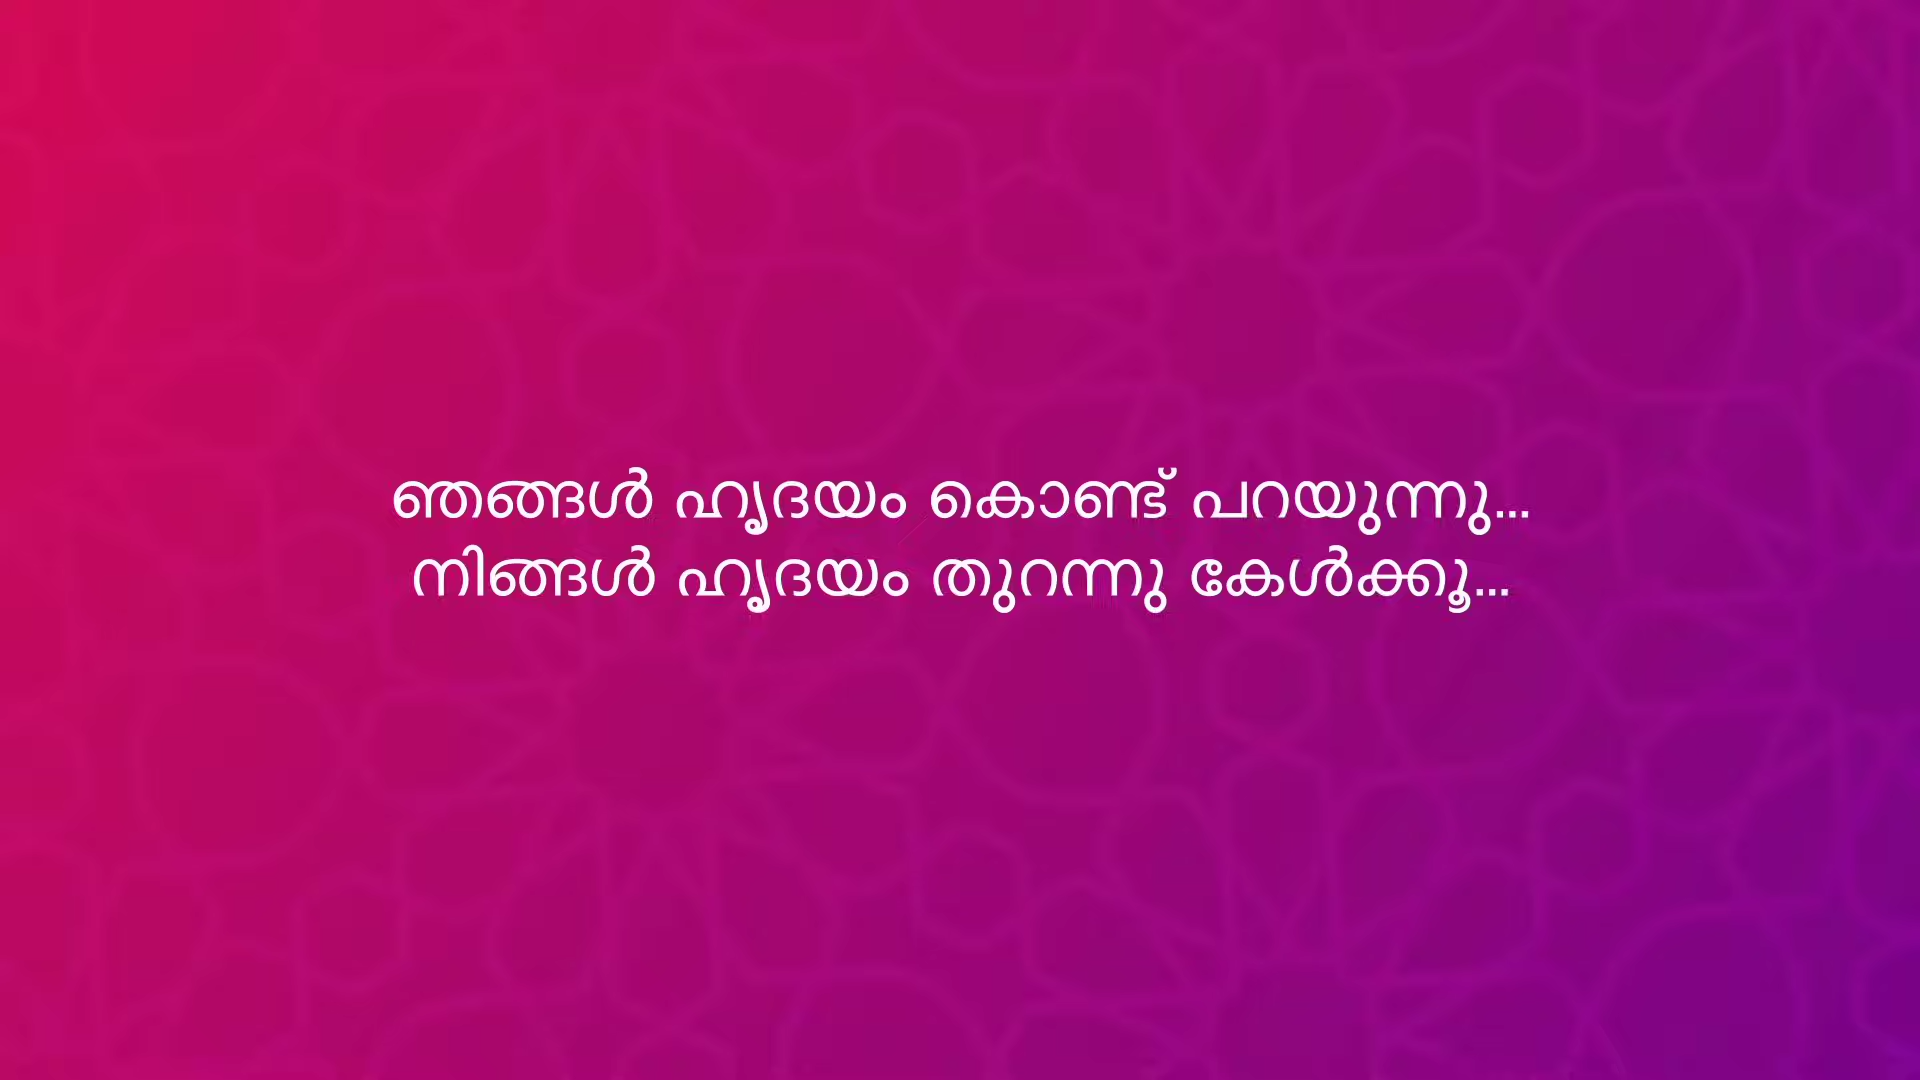 ഞങ്ങൾ ഹൃദയം കൊണ്ട് പറയുന്നു...
നിങ്ങൾ ഹൃദയം തുറന്നു കേൾക്കൂ...